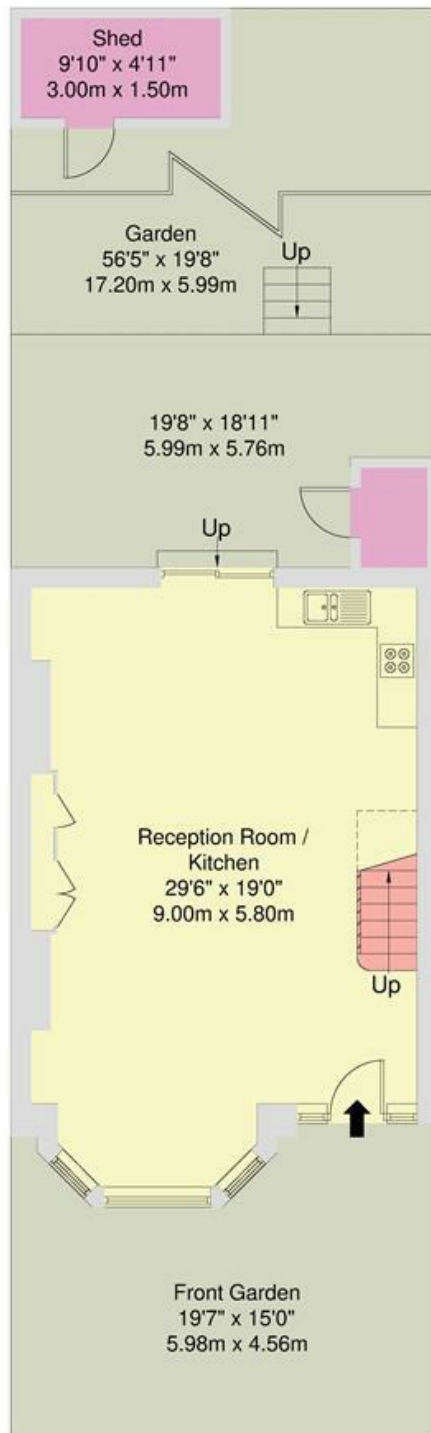 Shed
9'10" x 4'11"
3.00m x 1.50m
Garden
56'5" x 19'8"
17.20m x 5.99m
Up
19'8" x 18'11"
5.99m x 5.76m
Up
Reception Room /
Kitchen
29'6" x 19'0"
9.00m x 5.80m
Up
Front Garden
19'7" x 15'0"
5.98m x 4.56m